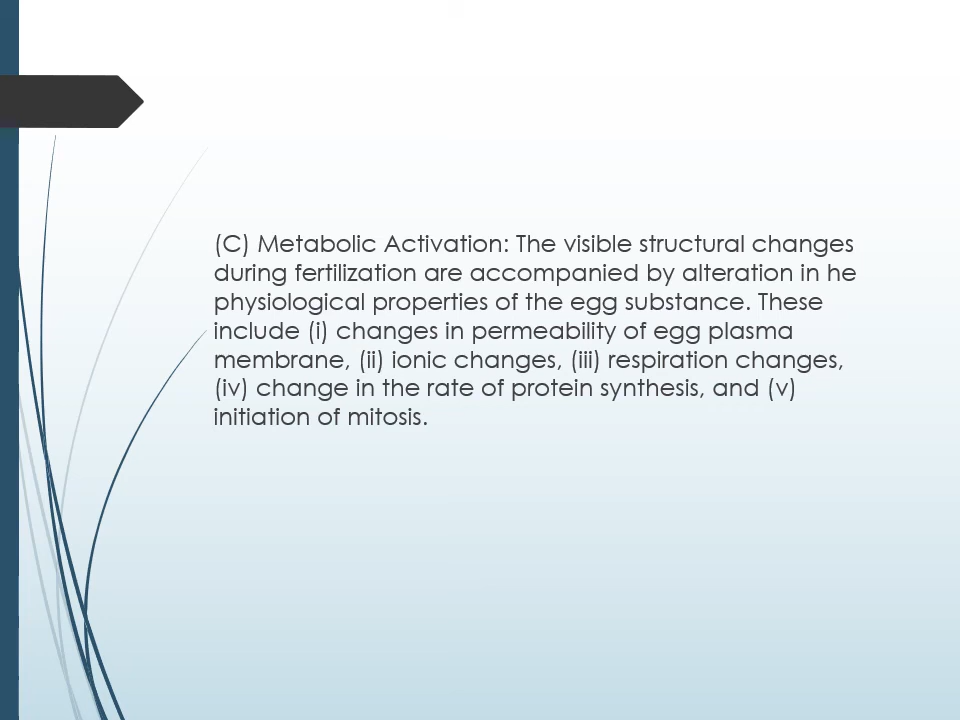 (C) Metabolic Activation: The visible structural changes
during fertilization are accompanied by alteration in he
physiological properties of the egg substance. These
include (i) changes in permeability of egg plasma
membrane, (ii) ionic changes, (iii) respiration changes,
(iv) change in the rate of protein synthesis, and (v)
initiation of mitosis.